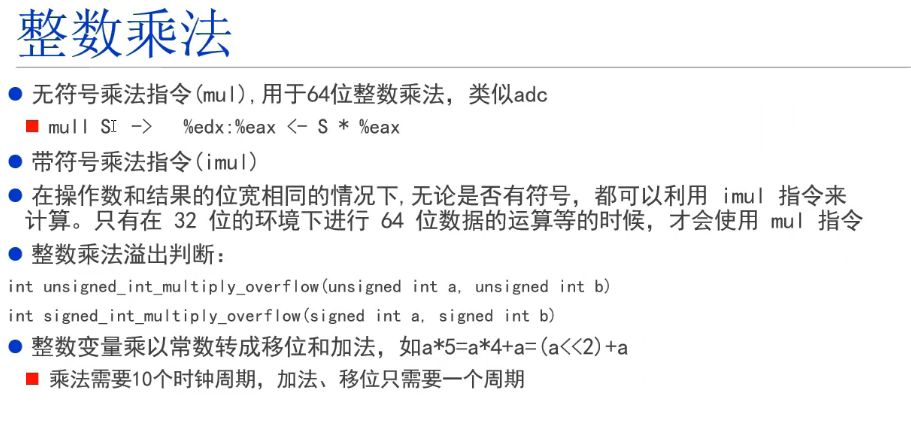 整数乘法
无符号乘法指令(mul),用于64位整数乘法，类似adc
mull S -> %edx:%eax <- S * %eax
带符号乘法指令(imul)
在操作数和结果的位宽相同的情况下,无论是否有符号，都可以利用 imul 指令来
计算。只有在 32 位的环境下进行 64 位数据的运算等的时候，才会使用 mul 指令
整数乘法溢出判断：
int unsigned_int_multiply_overflow(unsigned int a, unsigned int b)
int signed_int_multiply_overflow(signed int a, signed int b)
整数变量乘以常数转成移位和加法，如a*5=a*4+a=(a<<2)+a
乘法需要10个时钟周期，加法、移位只需要一个周期